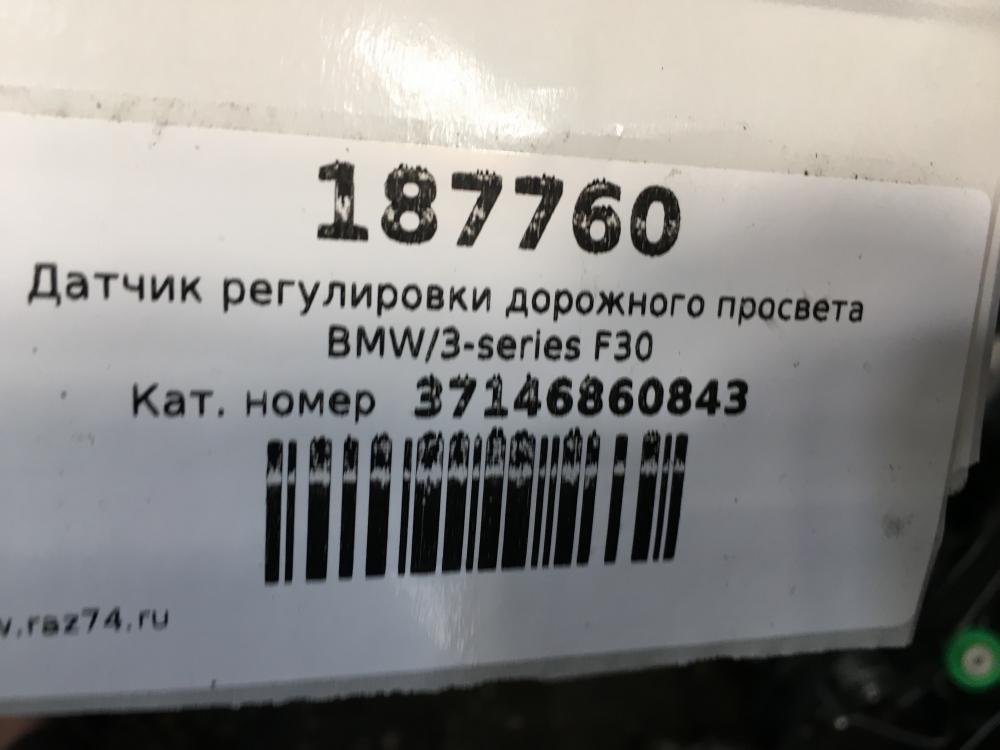 187760
Датчик регулировки дорожного просвета
BMW/3-series F30
Кат. номер 37146860843
.raz74.ru